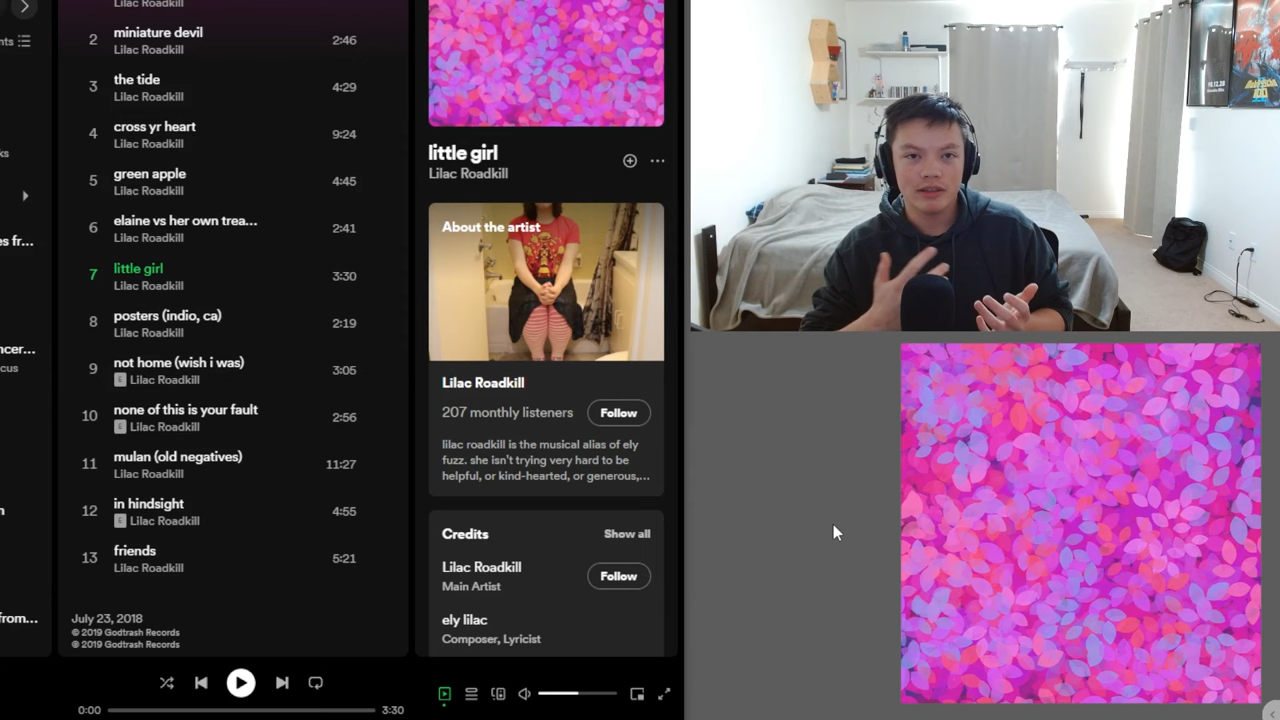 Lilac Roadkill
2
miniature devil
Lilac Roadkill
2:46
3
the tide
Lilac Roadkill
4:29
4
cross yr heart
Lilac Roadkill
9:24
5
green apple
Lilac Roadkill
4:45
6
elaine vs her own trea...
Lilac Roadkill
2:41
7
little girl
Lilac Roadkill
3:30
8
posters (indio, ca)
Lilac Roadkill
2:19
9
not home (wish i was)
E Lilac Roadkill
3:05
10
none of this is your fault
E Lilac Roadkill
2:56
11
mulan (old negatives)
Lilac Roadkill
11:27
12
in hindsight
E Lilac Roadkill
4:55
13
friends
Lilac Roadkill
5:21
July 23, 2018
© 2019 Godtrash Records
℗ 2019 Godtrash Records
0:00
3:30
little girl
Lilac Roadkill
About the artist
Lilac Roadkill
207 monthly listeners
Follow
lilac roadkill is the musical alias of ely
fuzz. she isn't trying very hard to be
helpful, or kind-hearted, or generous,...
Credits
Show all
Lilac Roadkill
Main Artist
Follow
ely lilac
Composer, Lyricist